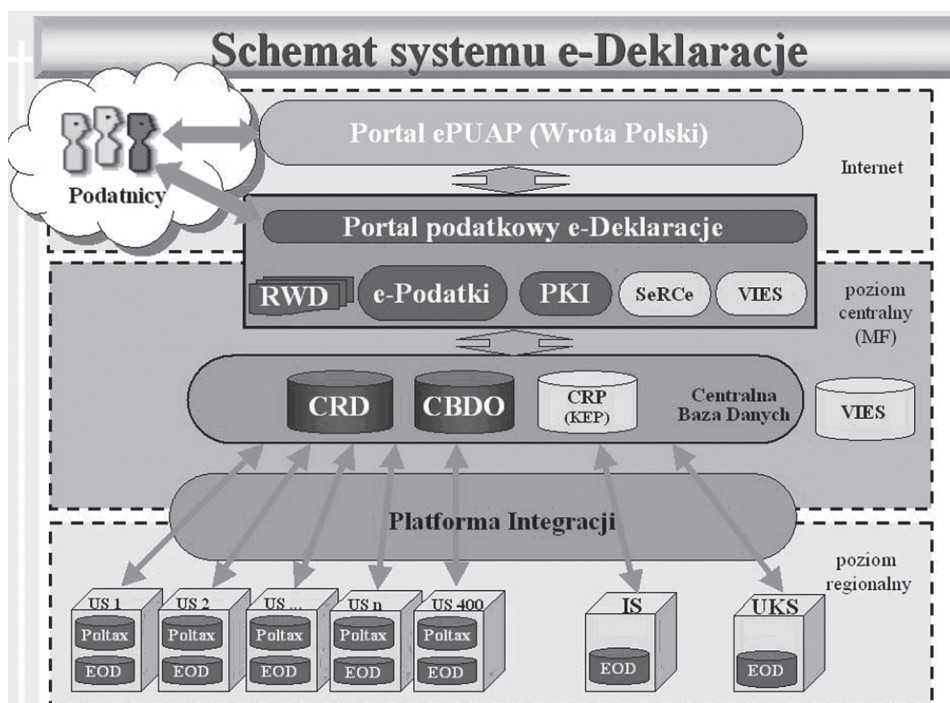 Schemat systemu e-Deklaracje
Podatnicy
Portal ePUAP (Wrota Polski)
Internet
Portal podatkowy e-Deklaracje
RWD
e-Podatki
PKI
SeRCe
VIES
poziom
centralny
(MF)
CRD
CBDO
CRP
(KEP)
Centralna
Baza Danych
VIES
Platforma Integracji
poziom
regionalny
US 1
Poltax
EOD
US 2
Poltax
EOD
US ...
Poltax
EOD
US n
Poltax
EOD
US 400
Poltax
EOD
IS
EOD
UKS
EOD